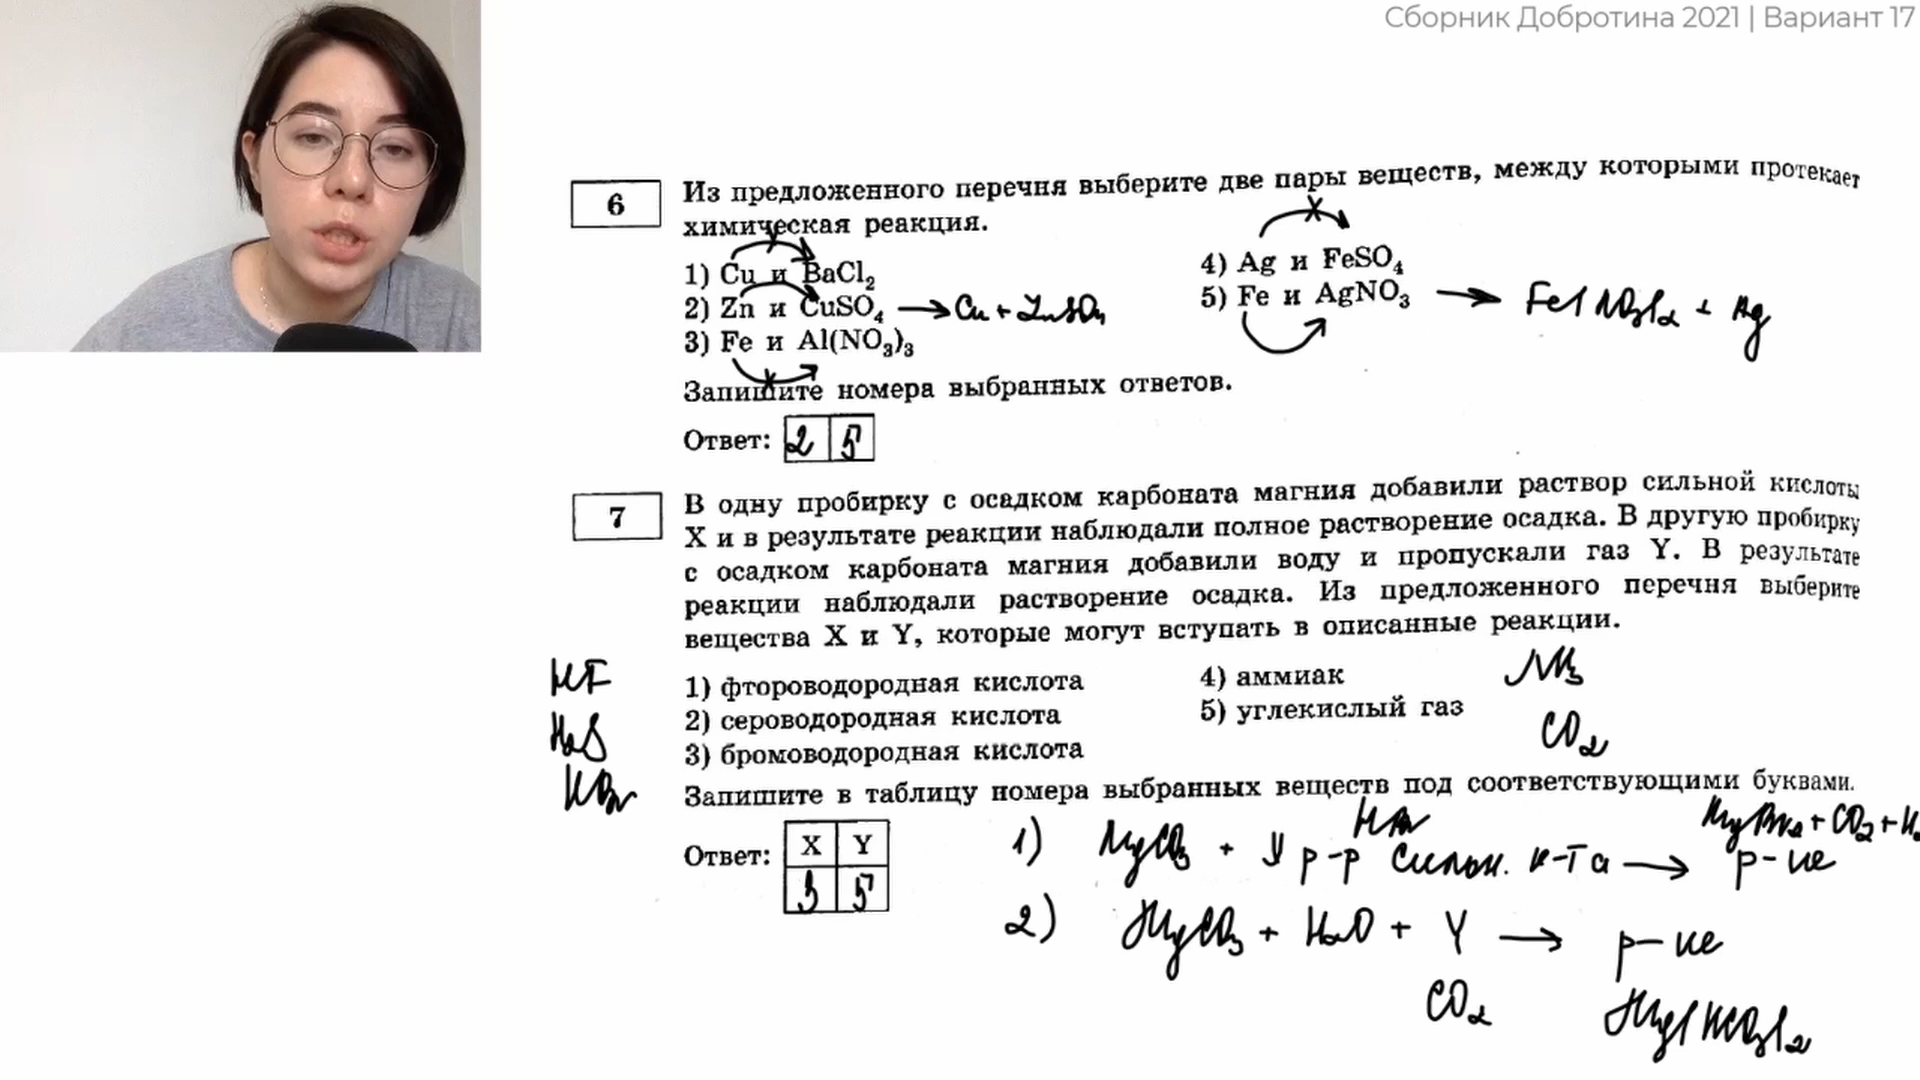 Сборник Добротина 2021 | Вариант 17
6
Из предложенного перечня выберите две пары веществ, между которыми протекает
химическая реакция.
1) Cu и BaCl₂
2) Zn и CuSO₄ → Cu + ZnSO₄
3) Fe и Al(NO₃)₃
4) Ag и FeSO₄
5) Fe и AgNO₃ → Fe(NO₃)₂ + Ag
Запишите номера выбранных ответов.
Ответ: 2 5
7
В одну пробирку с осадком карбоната магния добавили раствор сильной кислоты
X и в результате реакции наблюдали полное растворение осадка. В другую пробирку
с осадком карбоната магния добавили воду и пропускали газ Y. В результате
реакции наблюдали растворение осадка. Из предложенного перечня выберите
вещества X и Y, которые могут вступать в описанные реакции.
HF 1) фтороводородная кислота
H₂S 2) сероводородная кислота
HBr 3) бромоводородная кислота
4) аммиак NH₃
5) углекислый газ CO₂
Запишите в таблицу номера выбранных веществ под соответствующими буквами.
Ответ: X Y
3 5
HBr MgBr₂ + CO₂ + H₂
1) MgCO₃ + р-р сильн. к-та → р-ие
2) MgCO₃ + H₂O + Y → р-ие
CO₂ Mg(HCO₃)₂